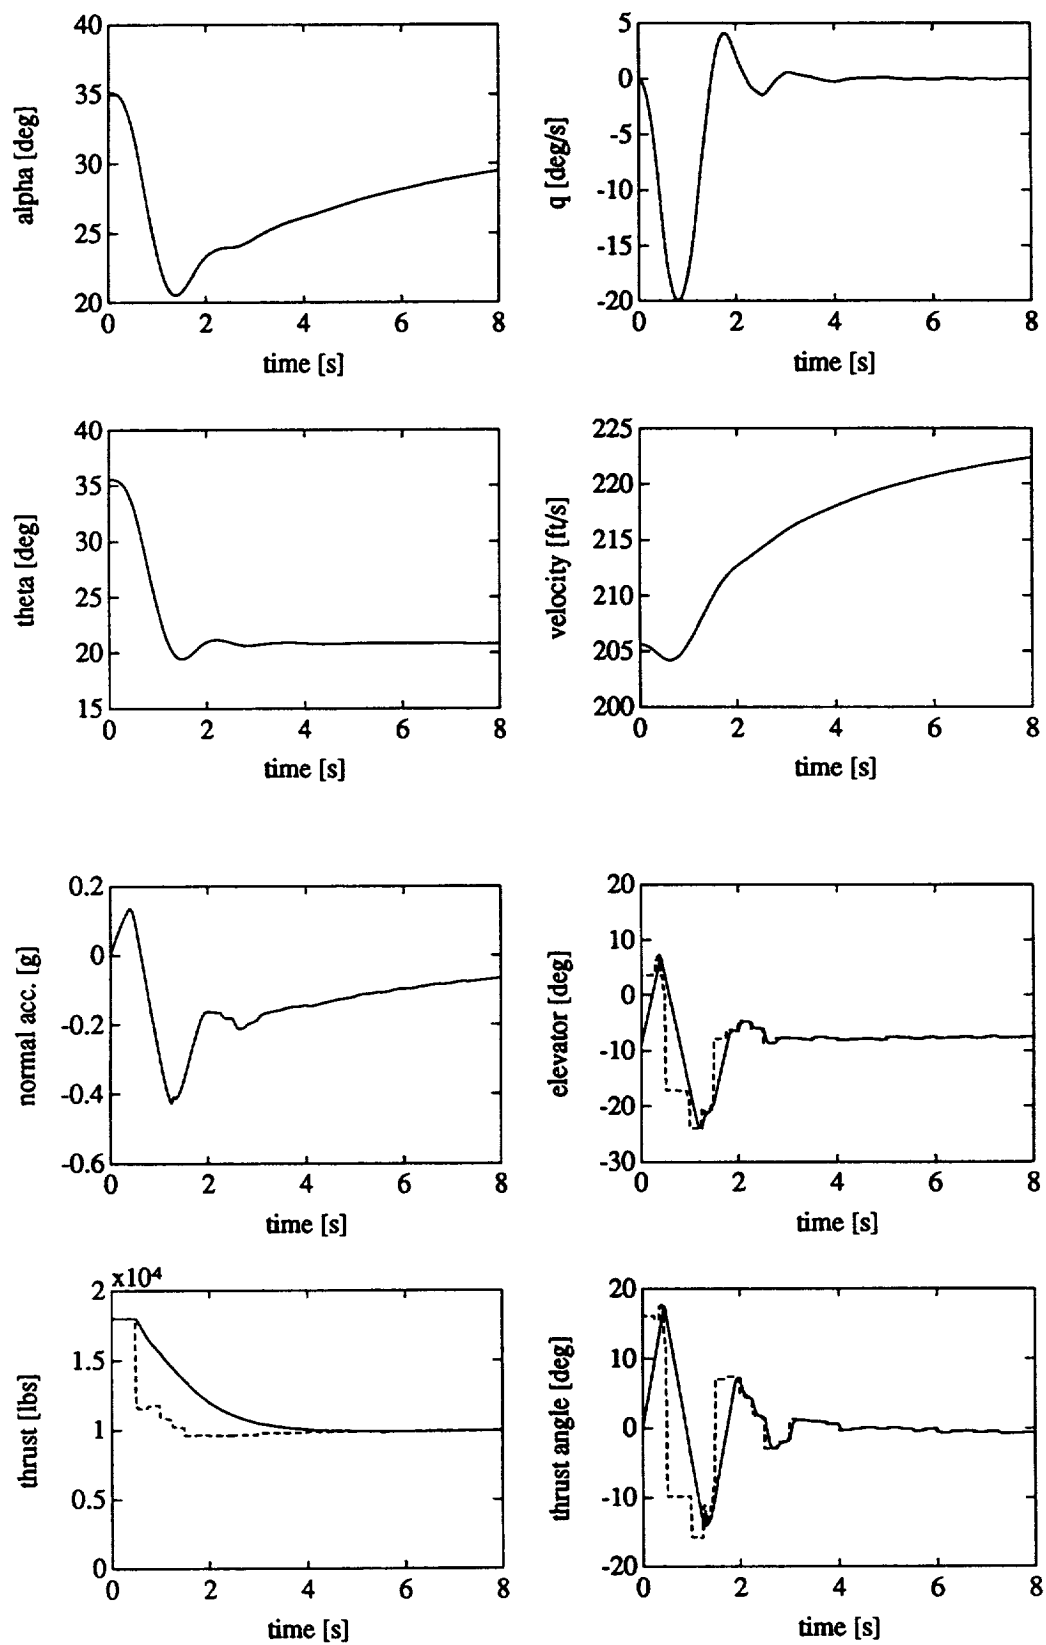 40
35
30
25
20
alpha [deg]
0 2 4 6 8
time [s]
5
0
-5
-10
-15
-20
q [deg/s]
0 2 4 6 8
time [s]
40
35
30
25
20
15
theta [deg]
0 2 4 6 8
time [s]
225
220
215
210
205
200
velocity [ft/s]
0 2 4 6 8
time [s]
0.2
0
-0.2
-0.4
-0.6
normal acc. [g]
0 2 4 6 8
time [s]
20
10
0
-10
-20
-30
elevator [deg]
0 2 4 6 8
time [s]
x10⁴
2
1.5
1
0.5
0
thrust [lbs]
0 2 4 6 8
time [s]
20
10
0
-10
-20
thrust angle [deg]
0 2 4 6 8
time [s]